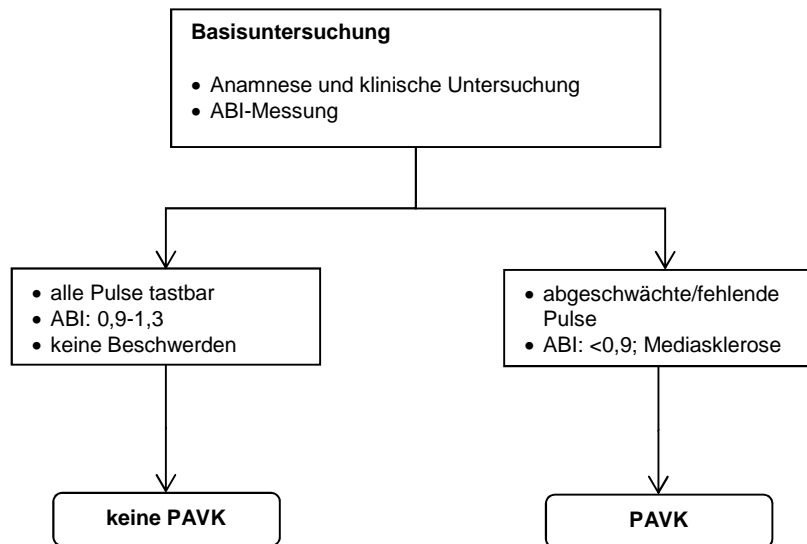 Basisuntersuchung
• Anamnese und klinische Untersuchung
• ABI-Messung
• alle Pulse tastbar
• ABI: 0,9-1,3
• keine Beschwerden
• abgeschwächte/fehlende
Pulse
• ABI: <0,9; Mediasklerose
keine PAVK
PAVK